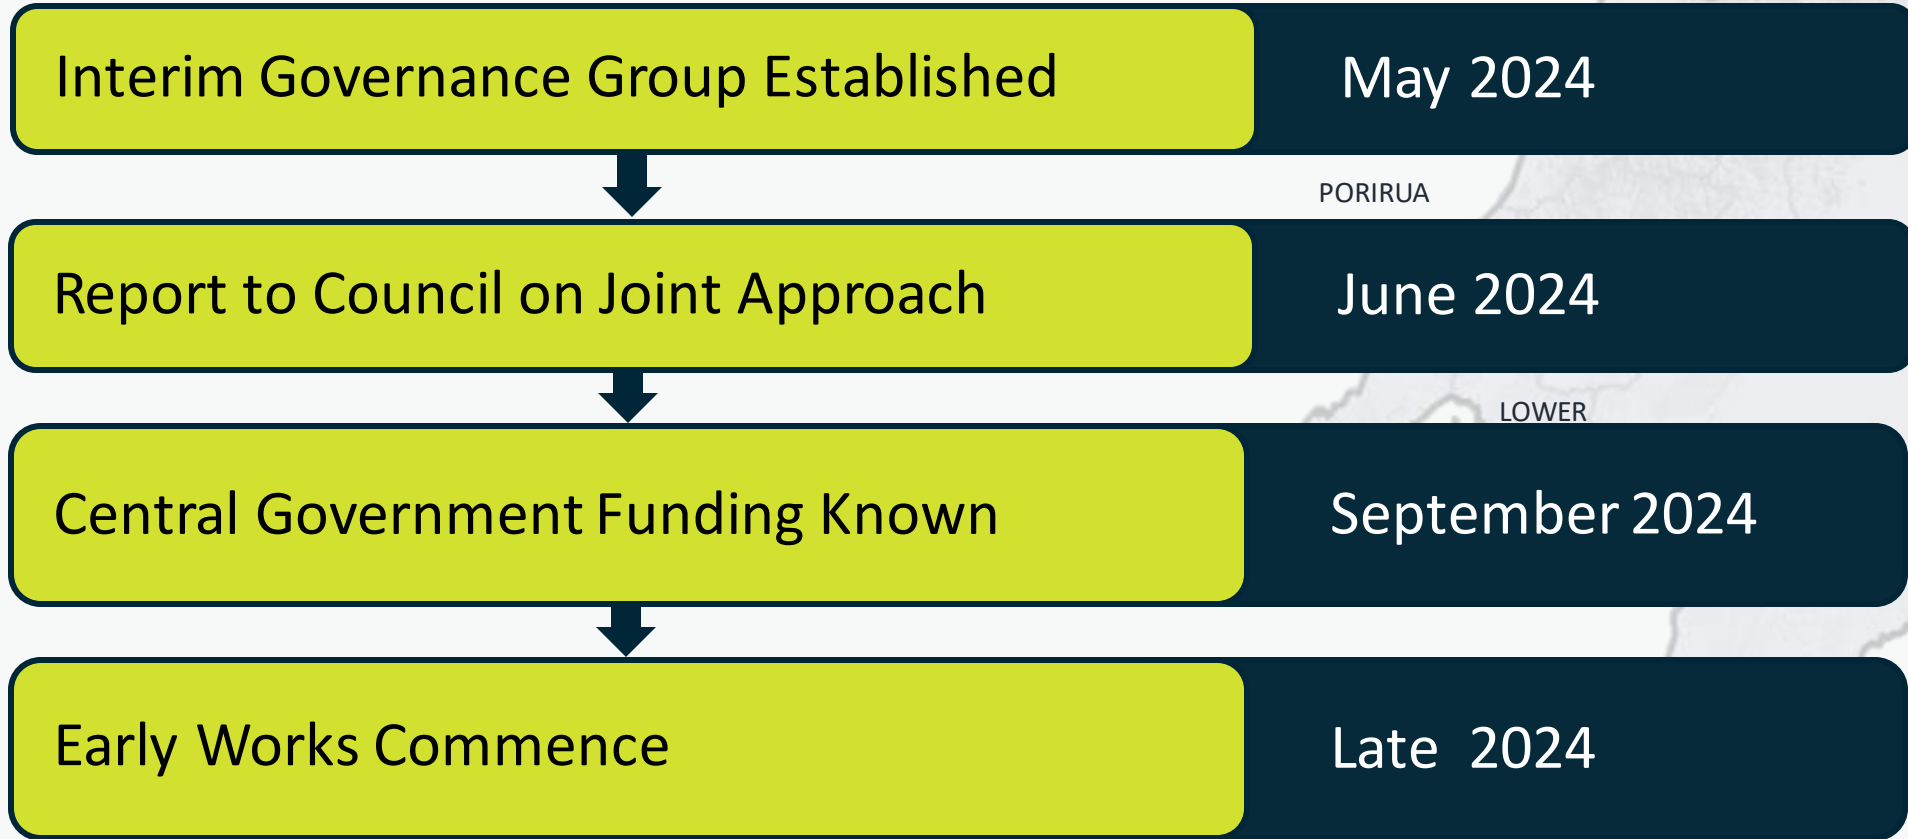 Interim Governance Group Established
May 2024
PORIRUA
Report to Council on Joint Approach
June 2024
LOWER
Central Government Funding Known
September 2024
Early Works Commence
Late 2024